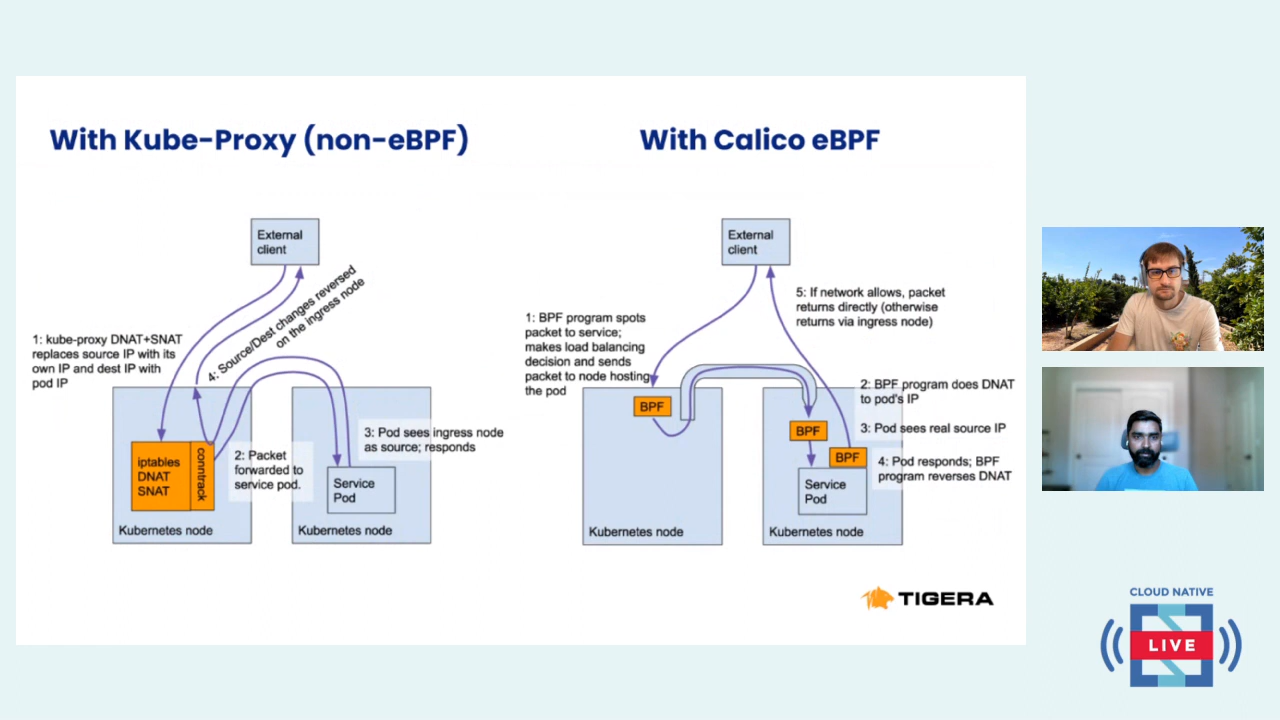 With Kube-Proxy (non-eBPF)
External
client
1: kube-proxy DNAT+SNAT
replaces source IP with its
own IP and dest IP with
pod IP
4: Source/Dest changes reversed
on the ingress node
iptables
DNAT
SNAT
conntrack
2: Packet
forwarded to
service pod.
3: Pod sees ingress node
as source; responds
Service
Pod
Kubernetes node
Kubernetes node
With Calico eBPF
External
client
1: BPF program spots
packet to service;
makes load balancing
decision and sends
packet to node hosting
the pod
5: If network allows, packet
returns directly (otherwise
returns via ingress node)
BPF
2: BPF program does DNAT
to pod's IP
BPF
3: Pod sees real source IP
BPF
4: Pod responds; BPF
program reverses DNAT
Service
Pod
Kubernetes node
Kubernetes node
TIGERA
CLOUD NATIVE
LIVE